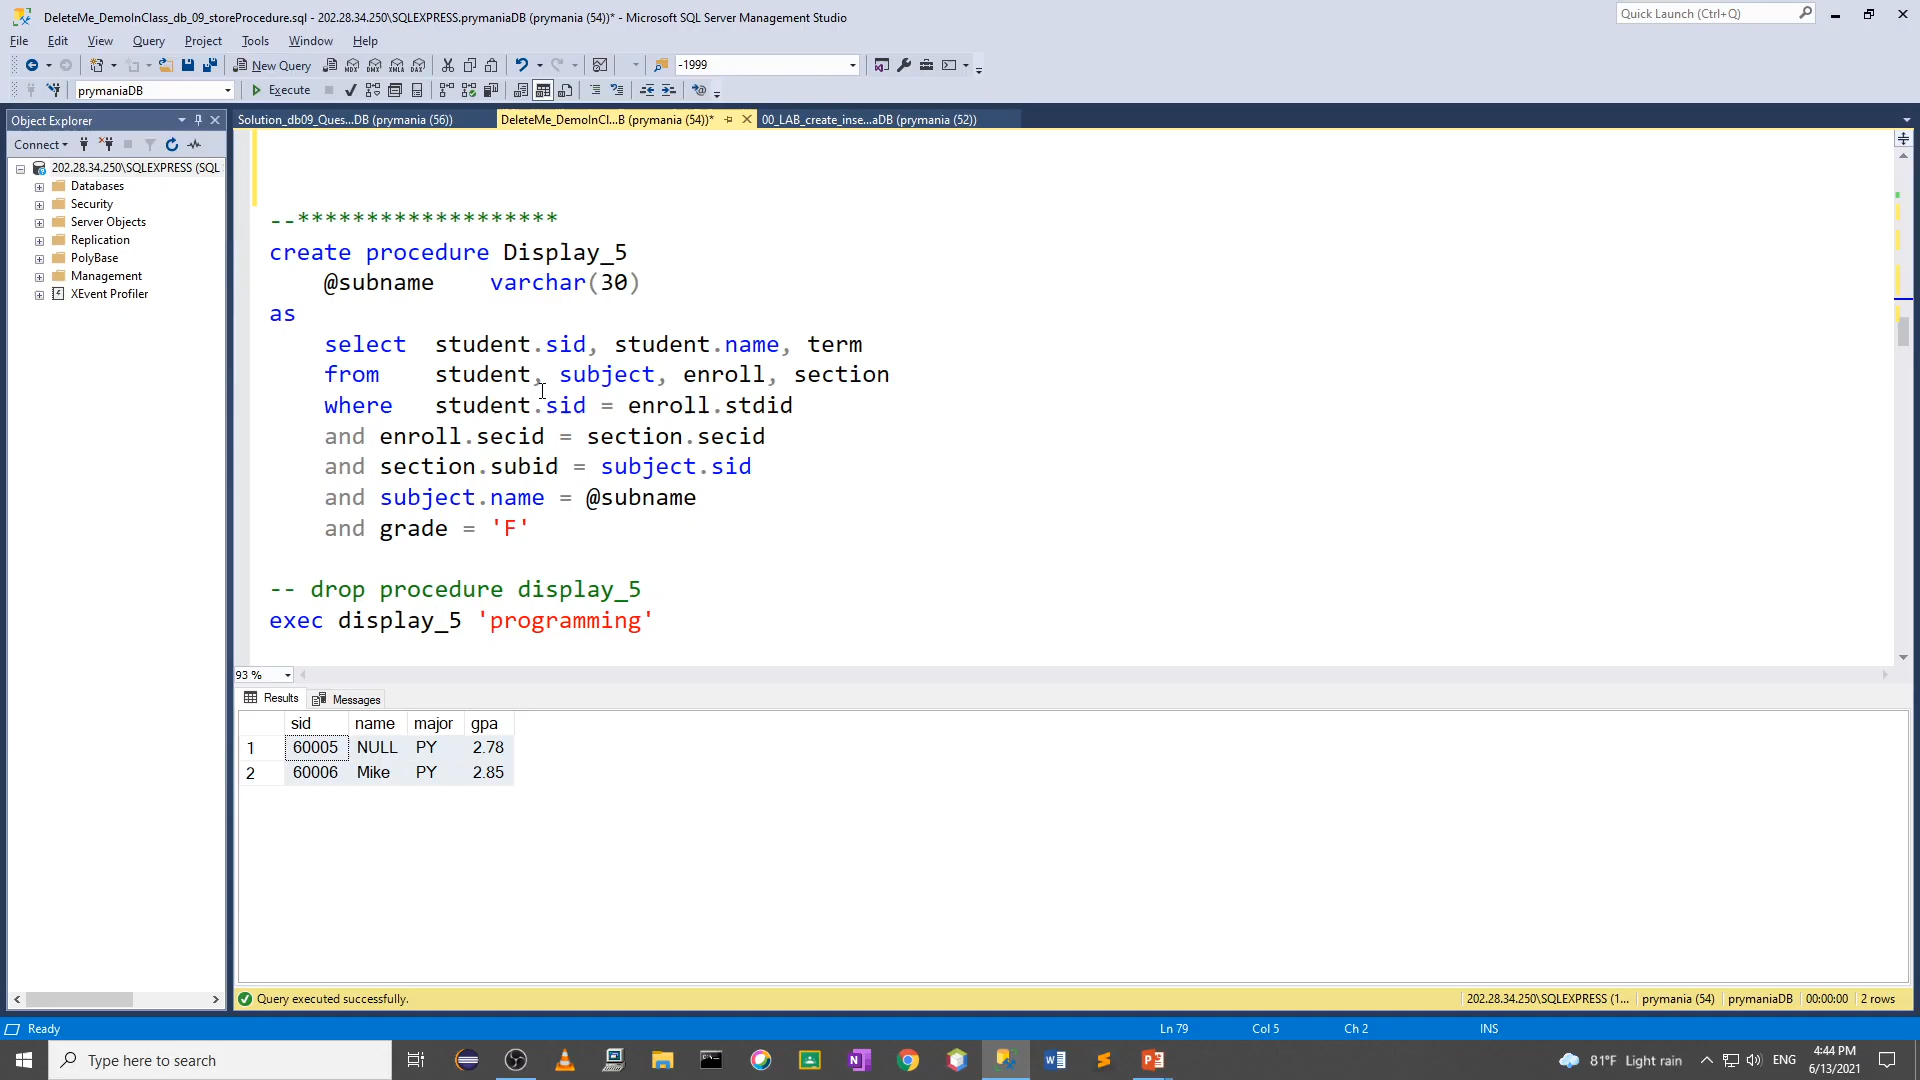 DeleteMe_DemoInClass_db_09_storeProcedure.sql - 202.28.34.250\SQLEXPRESS.prymaniaDB (prymania (54))* - Microsoft SQL Server Management Studio
Quick Launch (Ctrl+Q)
File Edit View Query Project Tools Window Help
New Query
-1999
prymaniaDB
Execute
Object Explorer
Solution_db09_Ques...DB (prymania (56))
DeleteMe_DemoInCl...B (prymania (54))*
00_LAB_create_inse...aDB (prymania (52))
Connect
202.28.34.250\SQLEXPRESS (SQL
Databases
Security
Server Objects
Replication
PolyBase
Management
XEvent Profiler
--*******************
create procedure Display_5
@subname varchar(30)
as
select student.sid, student.name, term
from student, subject, enroll, section
where student.sid = enroll.stdid
and enroll.secid = section.secid
and section.subid = subject.sid
and subject.name = @subname
and grade = 'F'
-- drop procedure display_5
exec display_5 'programming'
93 %
Results Messages
sid name major gpa
1 60005 NULL PY 2.78
2 60006 Mike PY 2.85
Query executed successfully.
202.28.34.250\SQLEXPRESS (1... prymania (54) prymaniaDB 00:00:00 2 rows
Ready
Ln 79 Col 5 Ch 2 INS
Type here to search
81°F Light rain
ENG
4:44 PM
6/13/2021